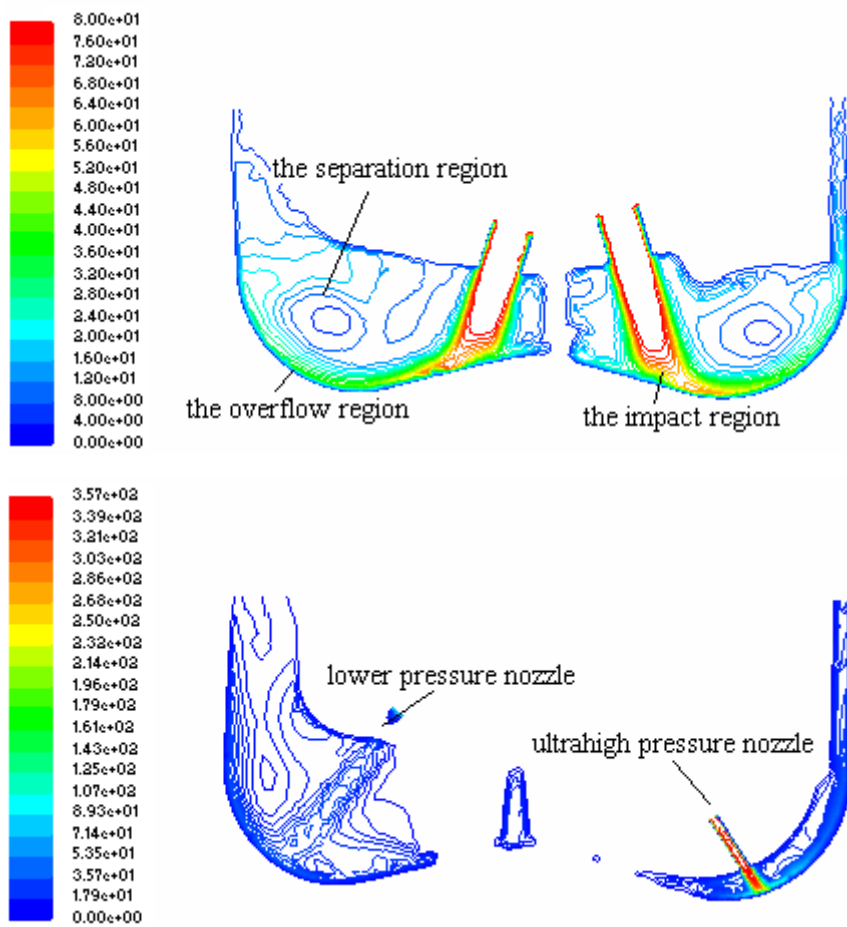 8.00e+01
7.60e+01
7.20e+01
6.80e+01
6.40e+01
6.00e+01
5.60e+01
5.20e+01
4.80e+01
4.40e+01
4.00e+01
3.60e+01
3.20e+01
2.80e+01
2.40e+01
2.00e+01
1.60e+01
1.20e+01
8.00e+00
4.00e+00
0.00e+00
the separation region
the overflow region
the impact region
3.57e+02
3.39e+02
3.21e+02
3.03e+02
2.86e+02
2.68e+02
2.50e+02
2.32e+02
2.14e+02
1.96e+02
1.79e+02
1.61e+02
1.43e+02
1.25e+02
1.07e+02
8.93e+01
7.14e+01
5.35e+01
3.57e+01
1.79e+01
0.00e+00
lower pressure nozzle
ultrahigh pressure nozzle